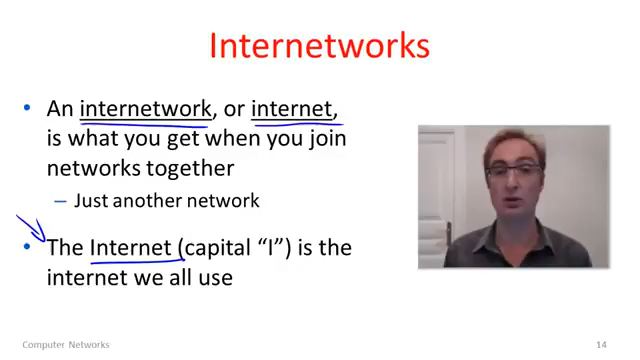 Internetworks
• An internetwork, or internet,
is what you get when you join
networks together
– Just another network
• The Internet (capital “I”) is the
internet we all use
Computer Networks
14